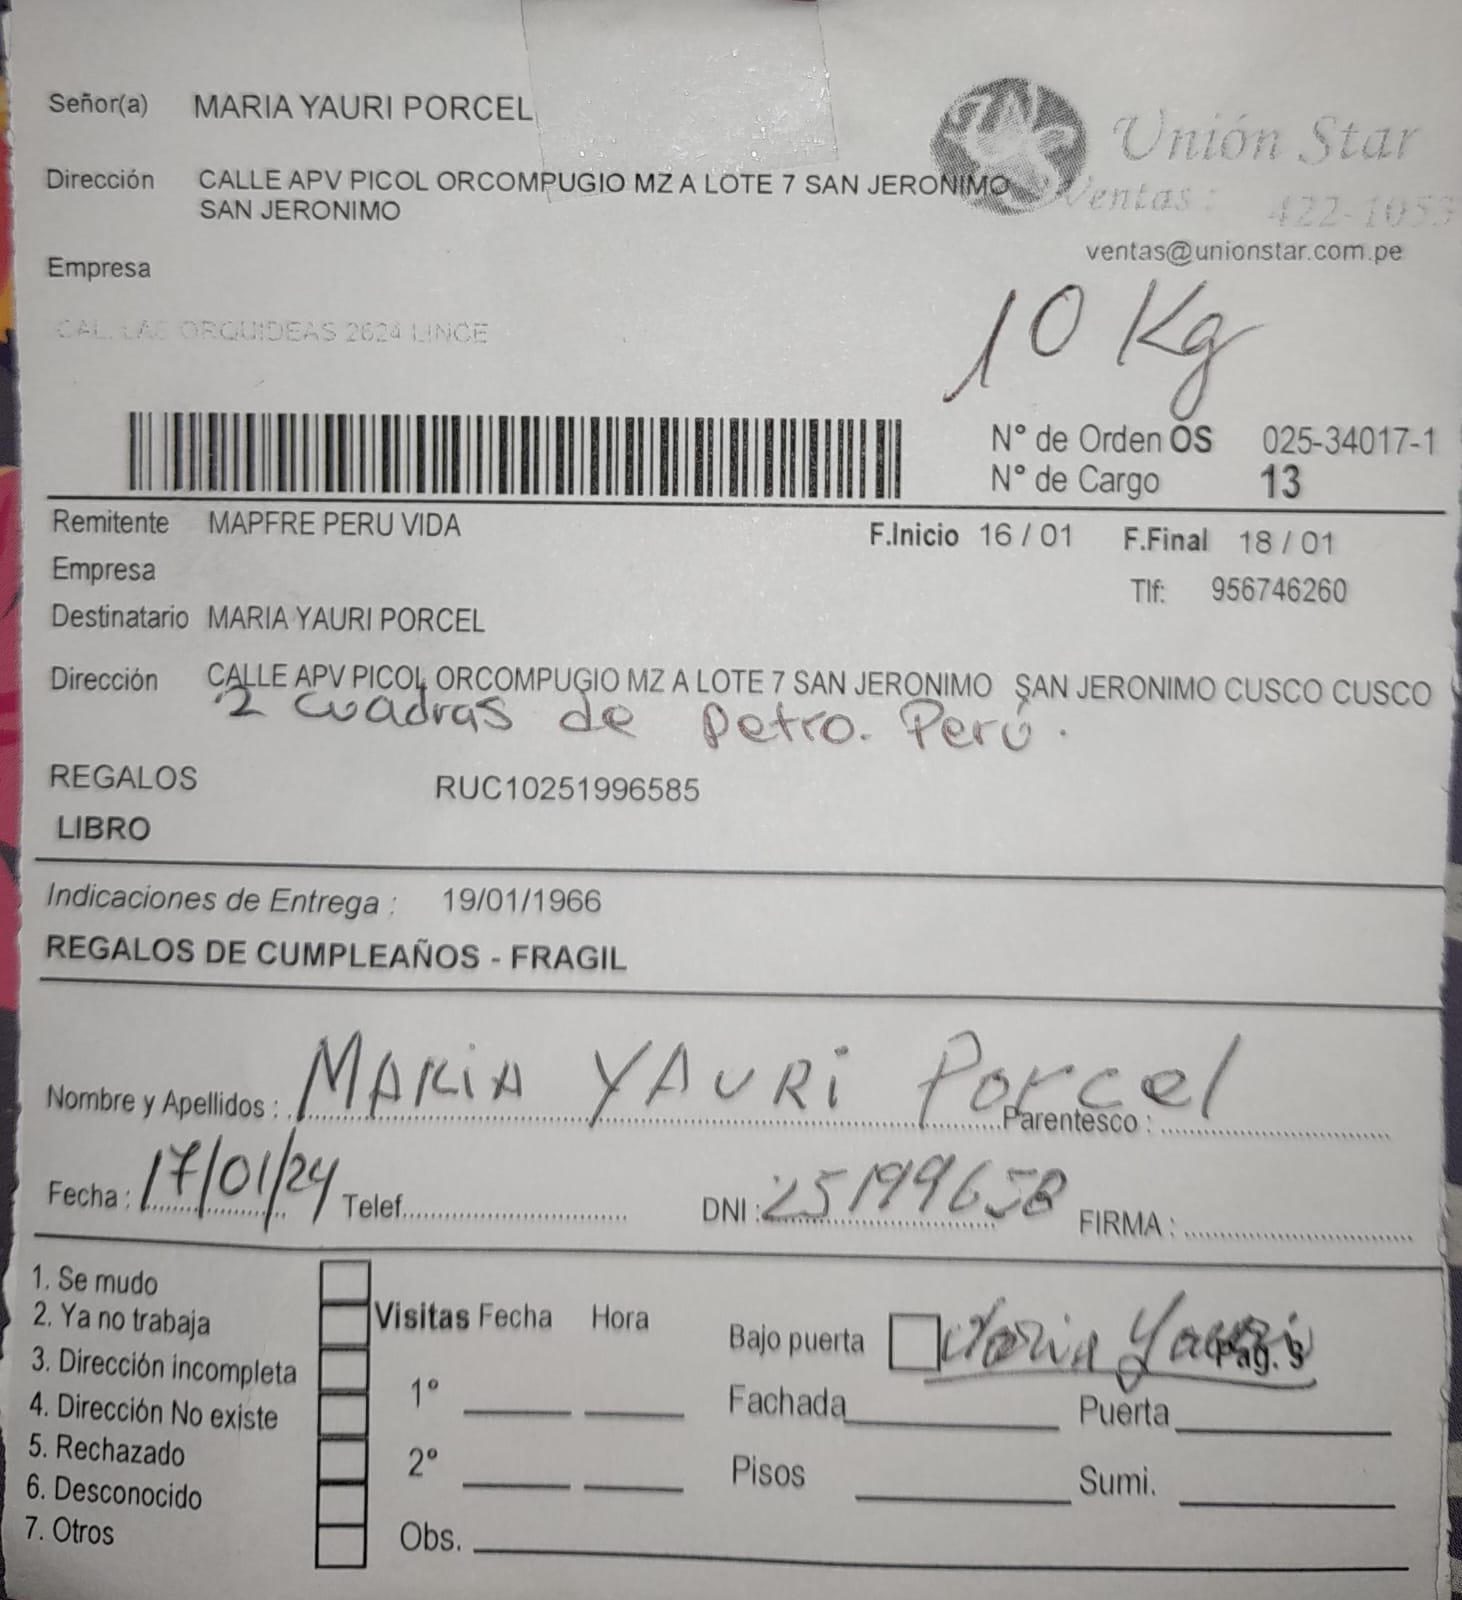 Señor(a) MARIA YAURI PORCEL
Unión Star
Dirección CALLE APV PICOL ORCOMPUGIO MZ A LOTE 7 SAN JERONIMO
SAN JERONIMO
Ventas : 422-1053
ventas@unionstar.com.pe
Empresa
CAL. LAS ORQUIDEAS 2624 LINCE
10 Kg
N° de Orden OS 025-34017-1
N° de Cargo 13
Remitente MAPFRE PERU VIDA F.Inicio 16 / 01 F.Final 18 / 01
Empresa Tlf: 956746260
Destinatario MARIA YAURI PORCEL
Dirección CALLE APV PICOL ORCOMPUGIO MZ A LOTE 7 SAN JERONIMO SAN JERONIMO CUSCO CUSCO
2 cuadras de Petro. Perú.
REGALOS RUC10251996585
LIBRO
Indicaciones de Entrega : 19/01/1966
REGALOS DE CUMPLEAÑOS - FRAGIL
Nombre y Apellidos : MARIA YAURI Porcel Parentesco :
Fecha : 17/01/24 Telef. DNI : 25199658 FIRMA :
1. Se mudo
2. Ya no trabaja
3. Dirección incompleta
4. Dirección No existe
5. Rechazado
6. Desconocido
7. Otros
Visitas Fecha Hora
1°
2°
Obs.
Bajo puerta Maria Yauri Pag. 9
Fachada Puerta
Pisos Sumi.